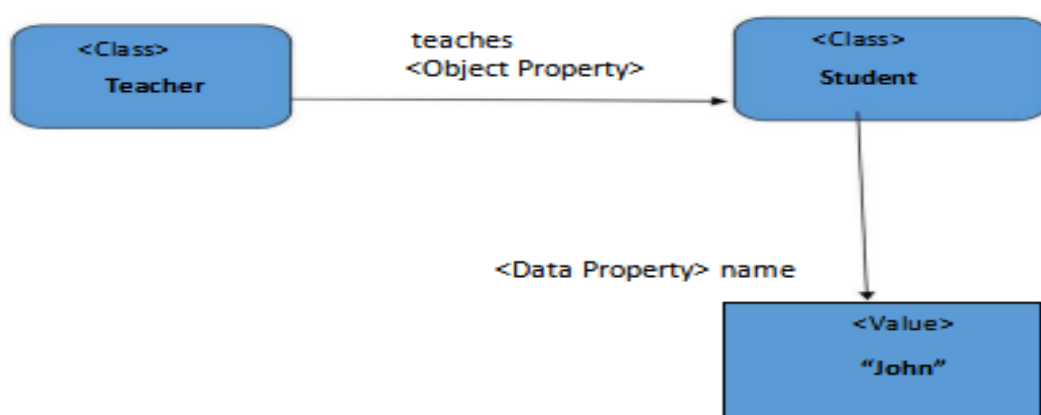 <Class>
Teacher
teaches
<Object Property>
<Class>
Student
<Data Property> name
<Value>
“John”